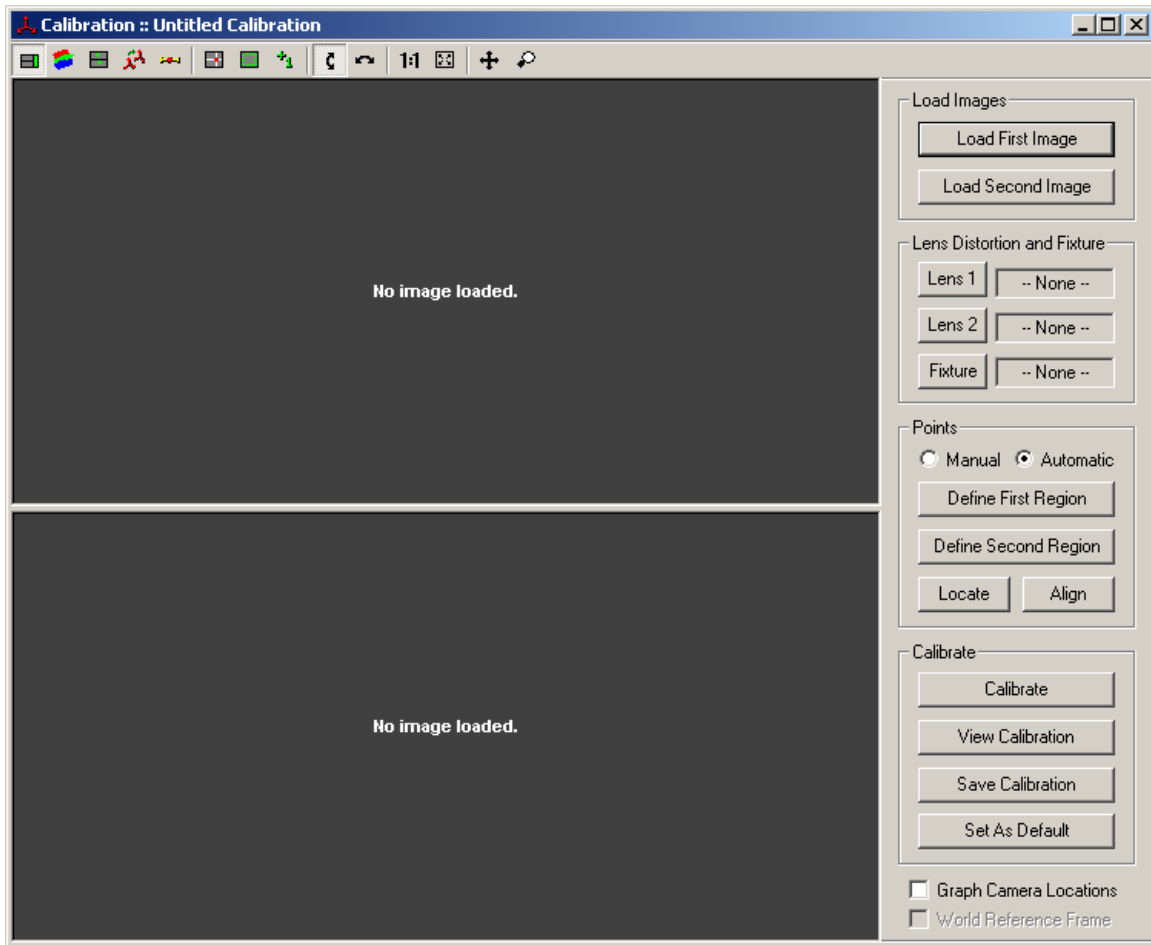 Calibration :: Untitled Calibration
1:1
Load Images
Load First Image
Load Second Image
No image loaded.
Lens Distortion and Fixture
Lens 1 -- None --
Lens 2 -- None --
Fixture -- None --
Points
Manual Automatic
Define First Region
Define Second Region
Locate Align
No image loaded.
Calibrate
Calibrate
View Calibration
Save Calibration
Set As Default
Graph Camera Locations
World Reference Frame